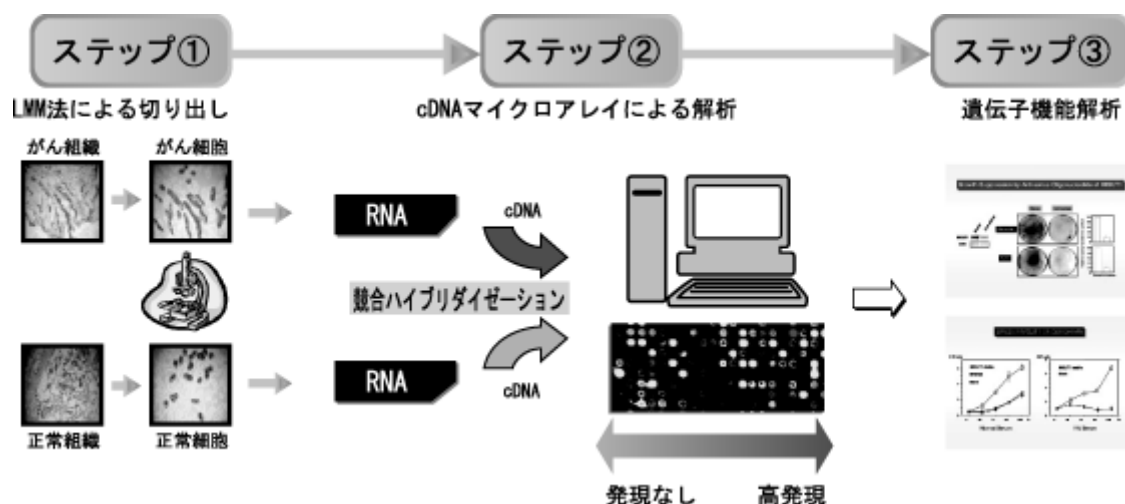 ステップ①
ステップ②
ステップ③
LMM法による切り出し
cDNAマイクロアレイによる解析
遺伝子機能解析
がん組織
がん細胞
RNA
cDNA
競合ハイブリダイゼーション
RNA
cDNA
正常組織
正常細胞
発現なし
高発現